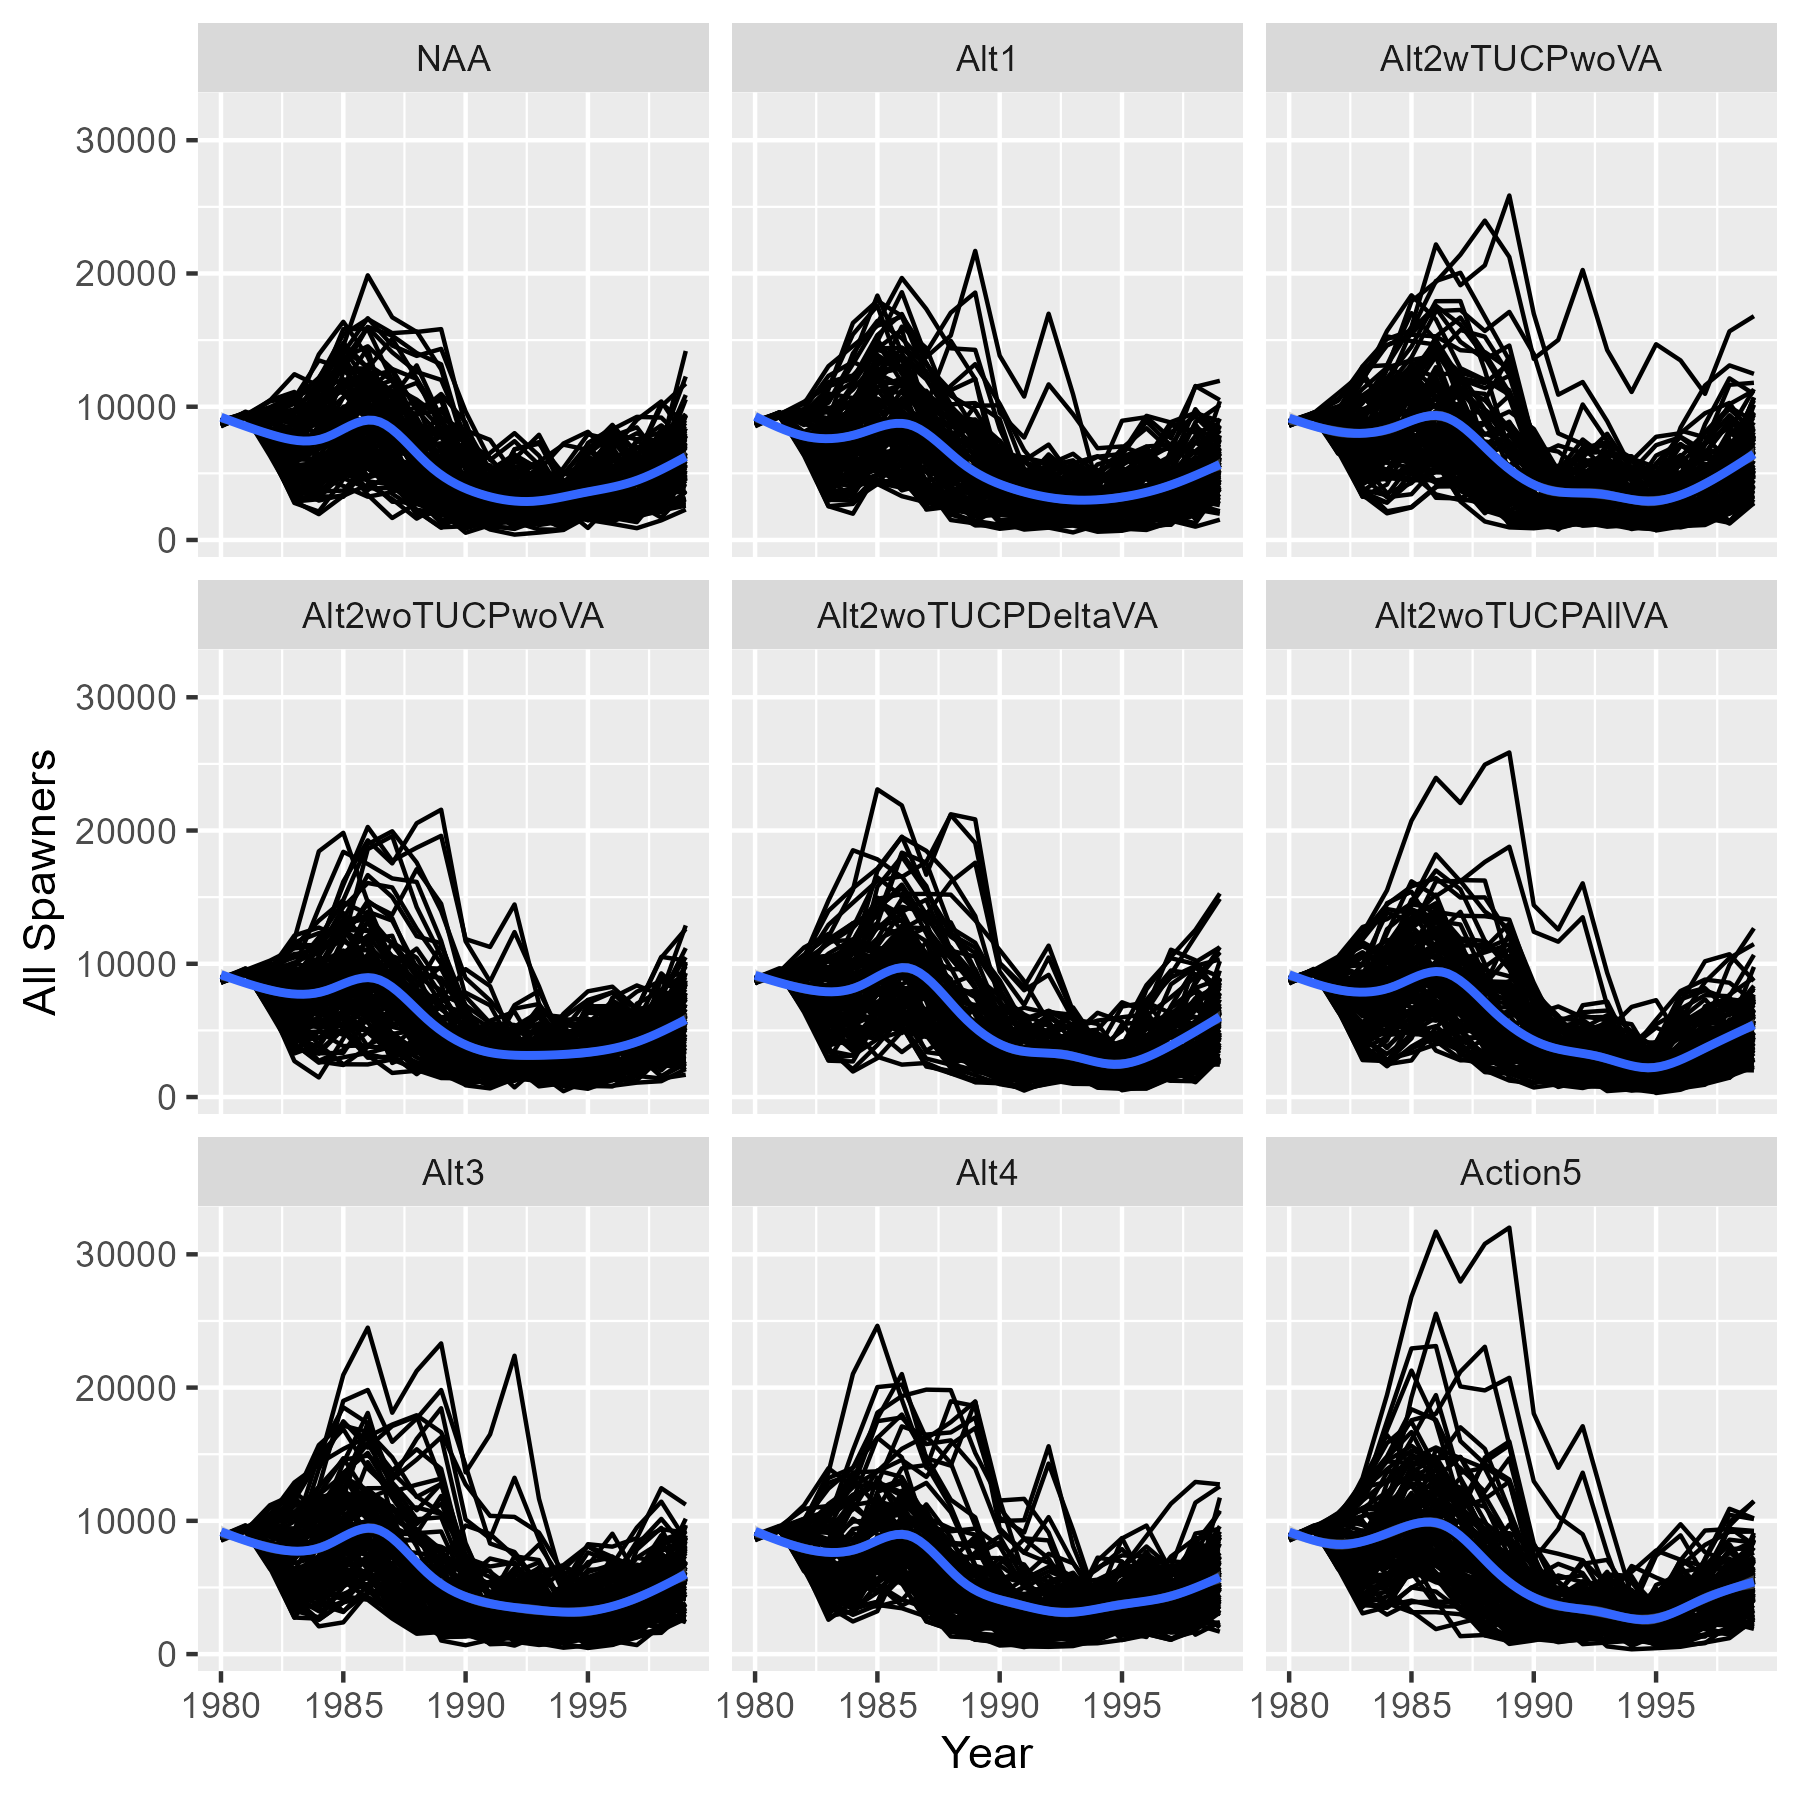 NAA Alt1 Alt2wTUCPwoVA
30000
20000
10000
0
Alt2woTUCPwoVA Alt2woTUCPDeltaVA Alt2woTUCPAllVA
30000
20000
10000
0
All Spawners
Alt3 Alt4 Action5
30000
20000
10000
0
1980 1985 1990 1995 1980 1985 1990 1995 1980 1985 1990 1995
Year